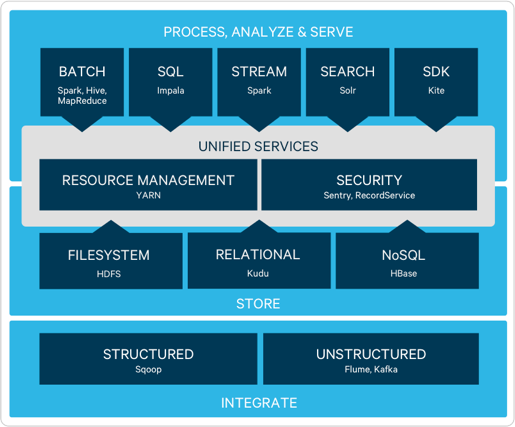 PROCESS, ANALYZE & SERVE
BATCH
Spark, Hive,
MapReduce
SQL
Impala
STREAM
Spark
SEARCH
Solr
SDK
Kite
UNIFIED SERVICES
RESOURCE MANAGEMENT
YARN
SECURITY
Sentry, RecordService
FILESYSTEM
HDFS
RELATIONAL
Kudu
NoSQL
HBase
STORE
STRUCTURED
Sqoop
UNSTRUCTURED
Flume, Kafka
INTEGRATE